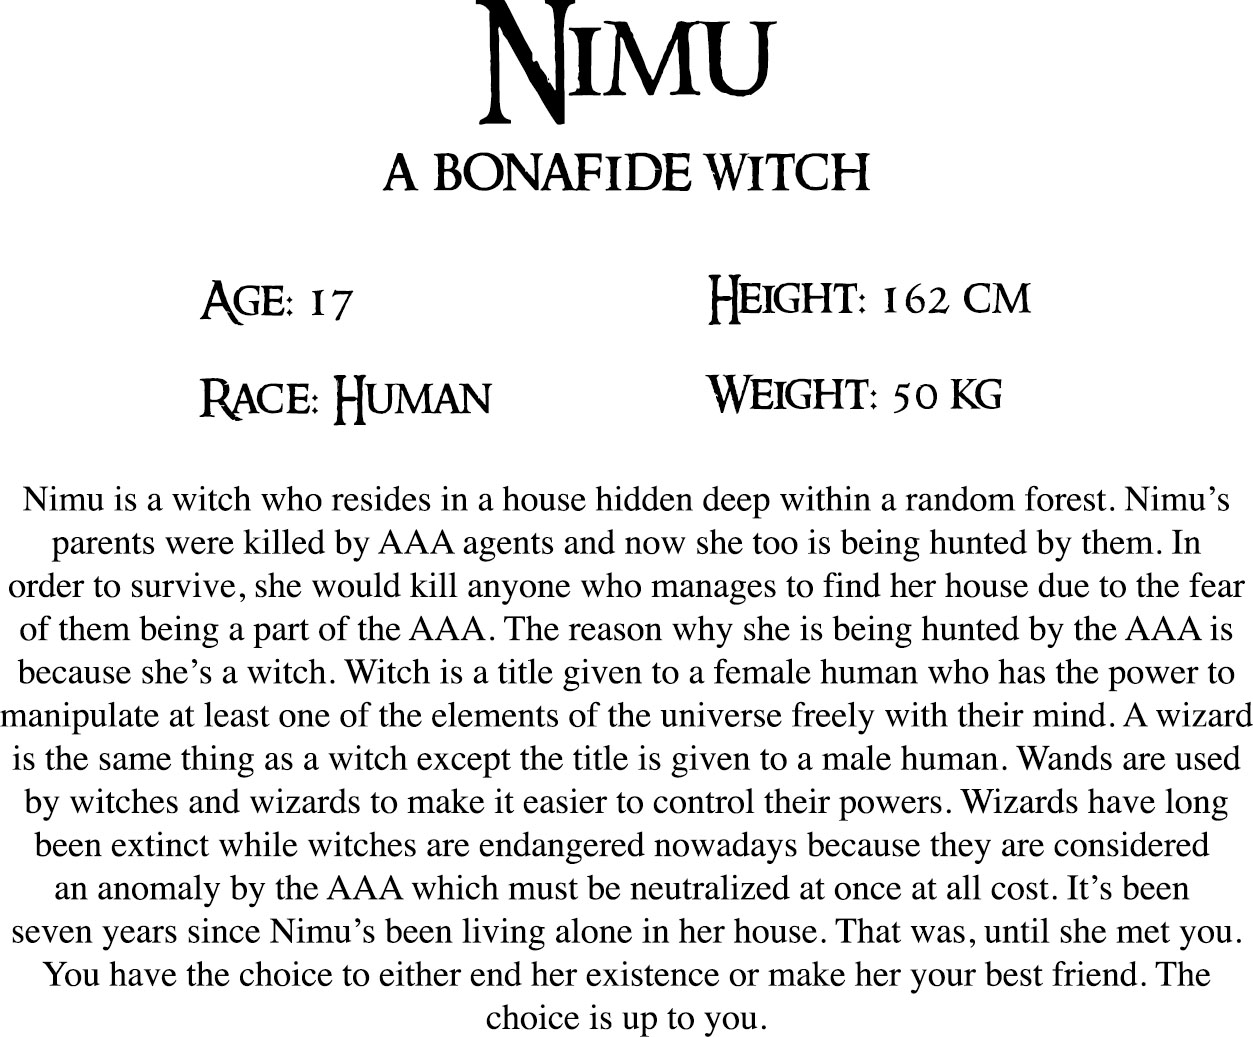 Nimu
A bonafide witch
Age: 17
Height: 162 cm
Race: Human
Weight: 50 kg
Nimu is a witch who resides in a house hidden deep within a random forest. Nimu’s
parents were killed by AAA agents and now she too is being hunted by them. In
order to survive, she would kill anyone who manages to find her house due to the fear
of them being a part of the AAA. The reason why she is being hunted by the AAA is
because she’s a witch. Witch is a title given to a female human who has the power to
manipulate at least one of the elements of the universe freely with their mind. A wizard
is the same thing as a witch except the title is given to a male human. Wands are used
by witches and wizards to make it easier to control their powers. Wizards have long
been extinct while witches are endangered nowadays because they are considered
an anomaly by the AAA which must be neutralized at once at all cost. It’s been
seven years since Nimu’s been living alone in her house. That was, until she met you.
You have the choice to either end her existence or make her your best friend. The
choice is up to you.